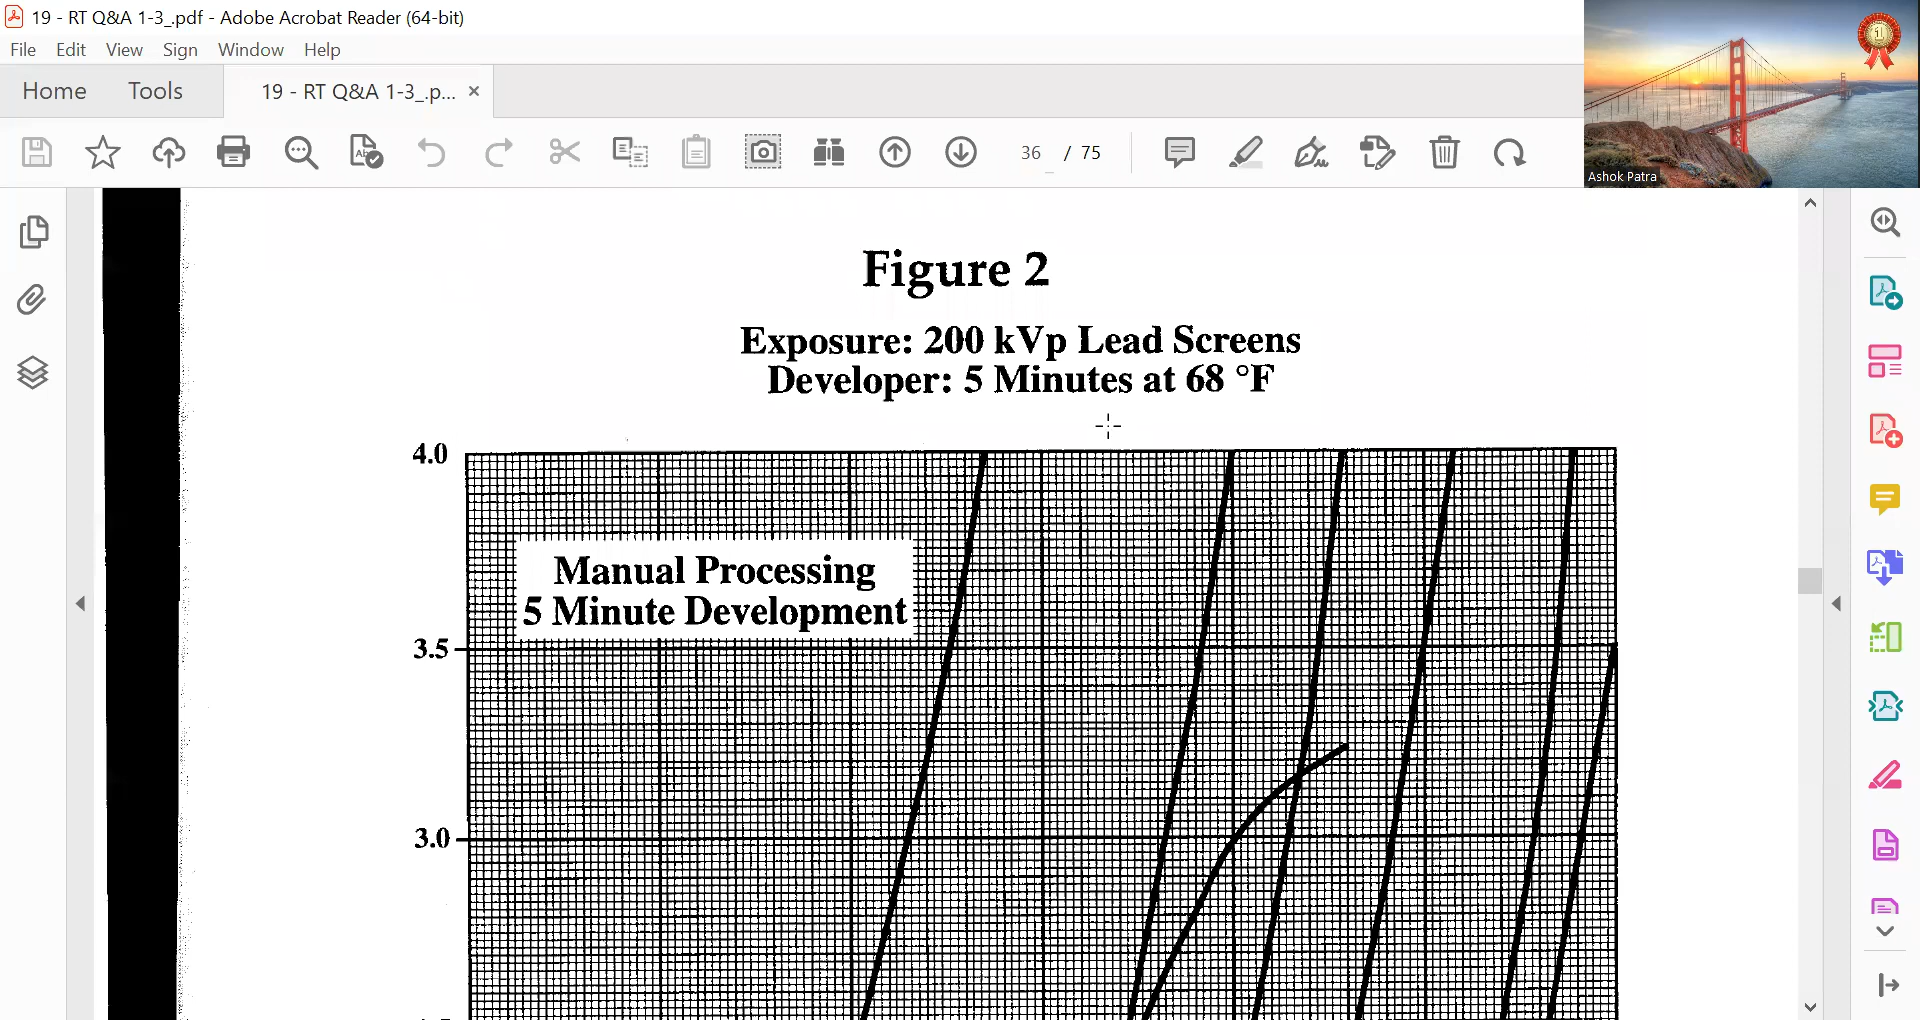 19 - RT Q&A 1-3_.pdf - Adobe Acrobat Reader (64-bit)
File Edit View Sign Window Help
Home Tools 19 - RT Q&A 1-3_.p... ×
36 / 75
Ashok Patra
Figure 2
Exposure: 200 kVp Lead Screens
Developer: 5 Minutes at 68 °F
4.0
Manual Processing
5 Minute Development
3.5
3.0